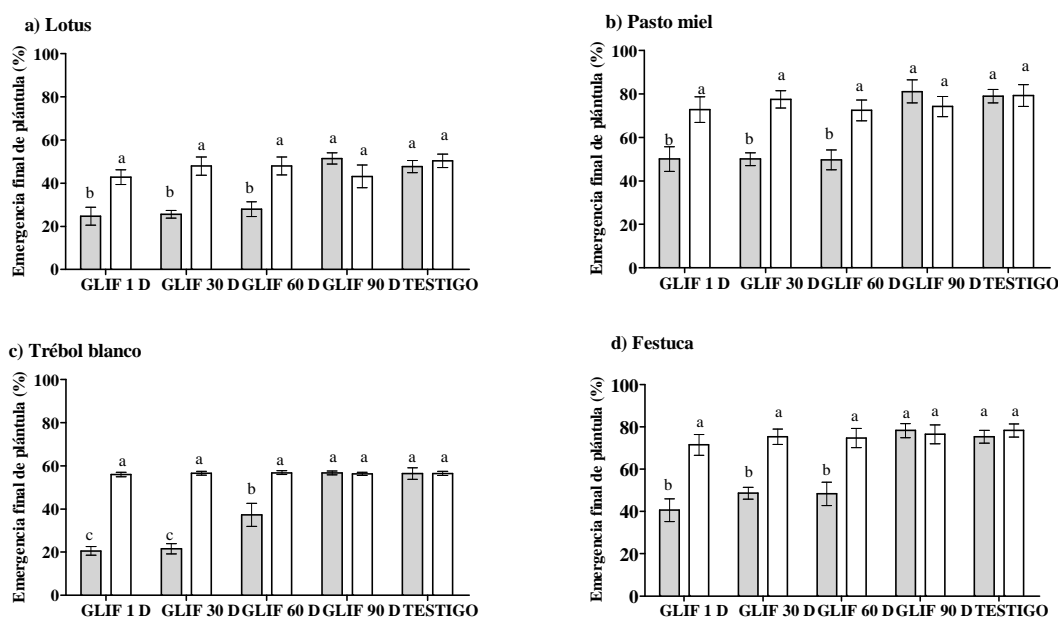 a) Lotus
Emergencia final de plántula (%)
100
80
60
40
20
0
b a b a b a a a a a
GLIF 1 D GLIF 30 D GLIF 60 D GLIF 90 D TESTIGO
b) Pasto miel
Emergencia final de plántula (%)
100
80
60
40
20
0
b a b a b a a a a a
GLIF 1 D GLIF 30 D GLIF 60 D GLIF 90 D TESTIGO
c) Trébol blanco
Emergencia final de plántula (%)
100
80
60
40
20
0
c a c a b a a a a a
GLIF 1 D GLIF 30 D GLIF 60 D GLIF 90 D TESTIGO
d) Festuca
Emergencia final de plántula (%)
100
80
60
40
20
0
b a b a b a a a a a
GLIF 1 D GLIF 30 D GLIF 60 D GLIF 90 D TESTIGO